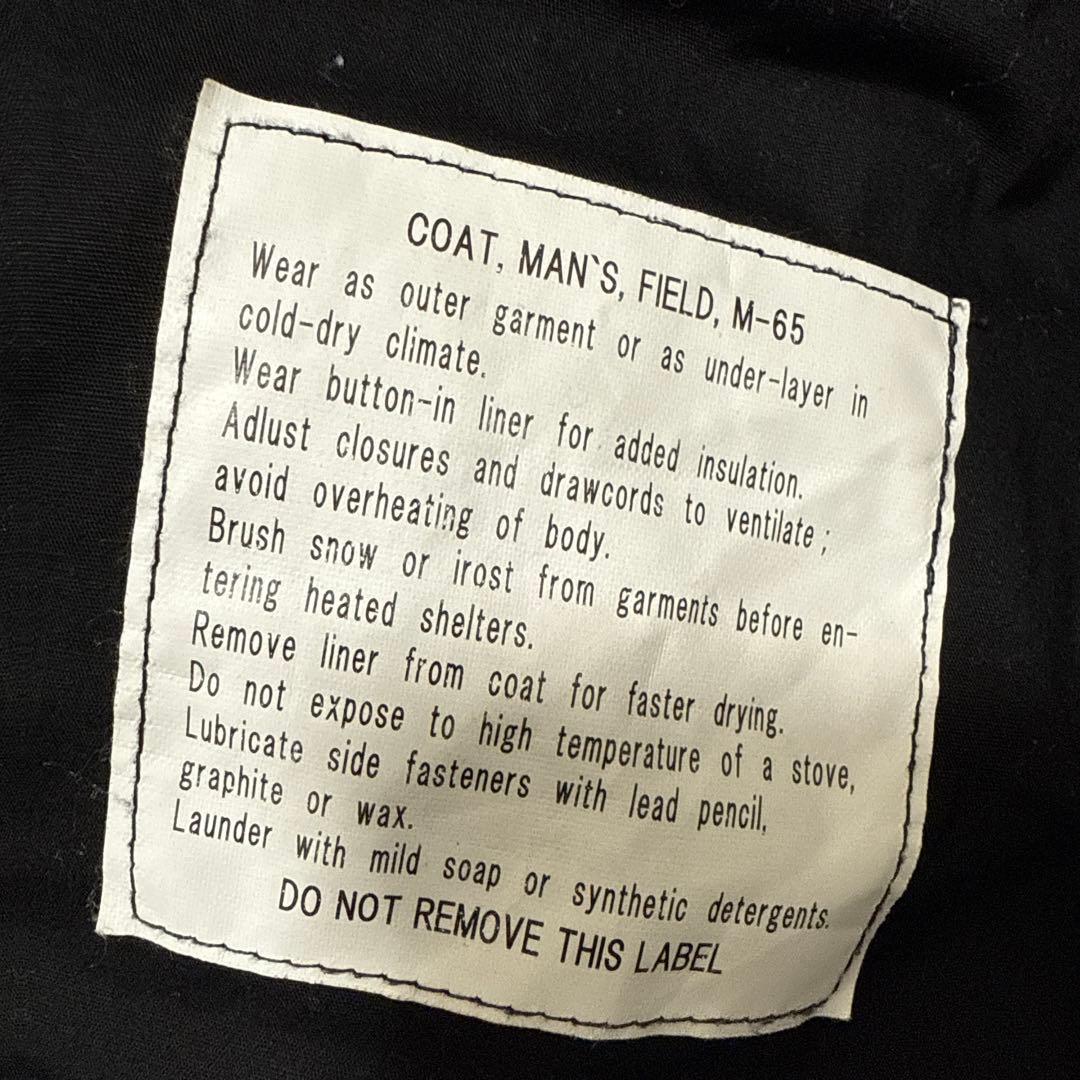 COAT, MAN`S, FIELD, M-65
Wear as outer garment or as under-layer in
cold-dry climate.
Wear button-in liner for added insulation.
Adlust closures and drawcords to ventilate ;
avoid overheating of body.
Brush snow or irost from garments before en-
tering heated shelters.
Remove liner from coat for faster drying.
Do not expose to high temperature of a stove,
Lubricate side fasteners with lead pencil,
graphite or wax.
Launder with mild soap or synthetic detergents.
DO NOT REMOVE THIS LABEL